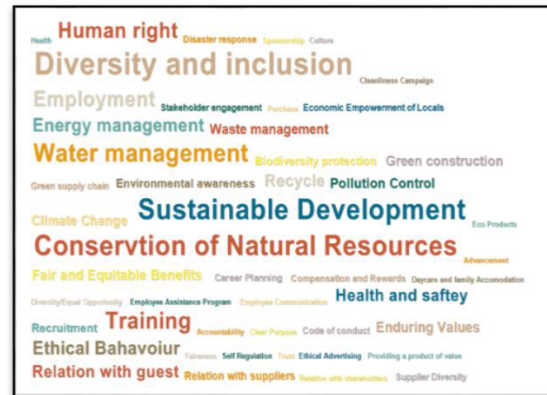 Health Human right Disaster response Sponsorship Culture
Diversity and inclusion
Cleanliness Campaign
Employment Stakeholder engagement Purchase Economic Empowerment of Locals
Energy management Waste management
Water management Biodiversity protection Green construction
Green supply chain Environmental awareness Recycle Pollution Control
Climate Change Sustainable Development Eco Products
Conservtion of Natural Resources Advancement
Fair and Equitable Benefits Career Planning Compensation and Rewards Daycare and family Accomodation
Diversity/Equal Opportunity Employee Assistance Program Employee Communication Health and saftey
Recruitment Training Accountability Clear Purpose Code of conduct Enduring Values
Ethical Bahavoiur Faireness Self Regulation Trust Ethical Advertising Providing a product of value
Relation with guest Relation with suppliers Relation with shareholders Supplier Diversity